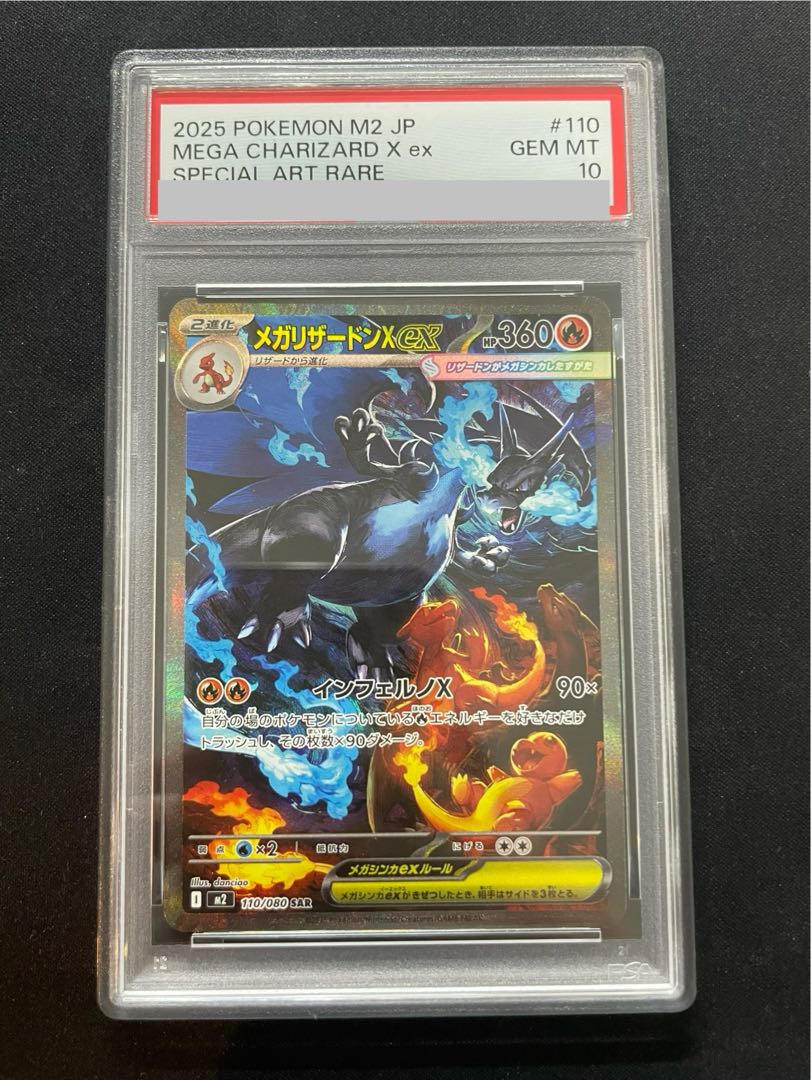 2025 POKEMON M2 JP #110
MEGA CHARIZARD X ex GEM MT
SPECIAL ART RARE 10
2進化 メガリザードンXex HP360
リザードから進化 リザードンがメガシンカしたすがた
インフェルノX 90×
自分の場のポケモンについている エネルギーを好きなだけ
トラッシュし、その枚数×90ダメージ。
弱点 ×2 抵抗力 にげる
メガシンカexルール
メガシンカexがきぜつしたとき、相手はサイドを3枚とる。
Illus. danciao
I M2 110/080 SAR